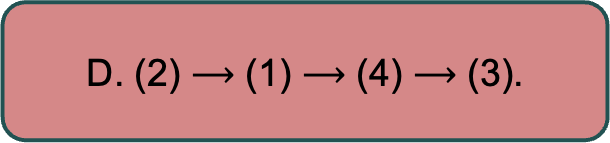 D. (2) ⟶ (1) ⟶ (4) ⟶ (3).